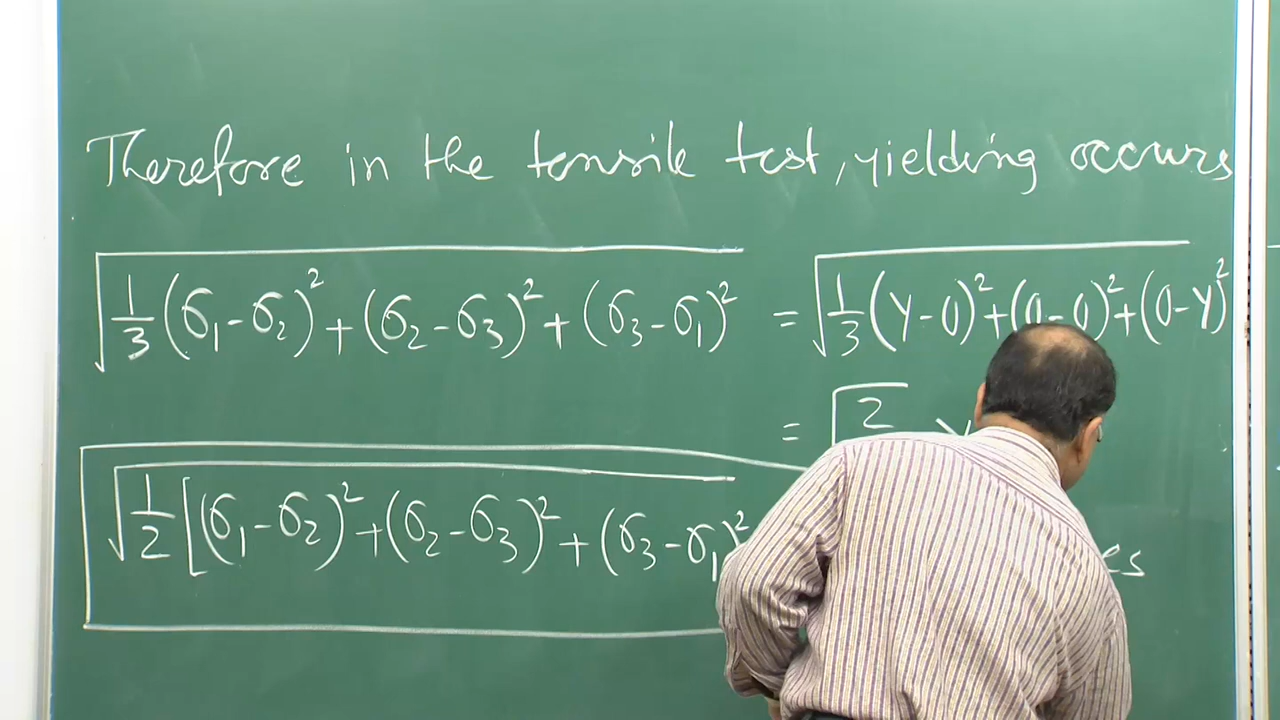 Therefore in the tensile test, yielding occurs
√1/3 (σ₁ - σ₂)² + (σ₂ - σ₃)² + (σ₃ - σ₁)² = √1/3 (Y - 0)² + (0 - 0)² + (0 - Y)²
= √2
√1/2 [(σ₁ - σ₂)² + (σ₂ - σ₃)² + (σ₃ - σ₁)²